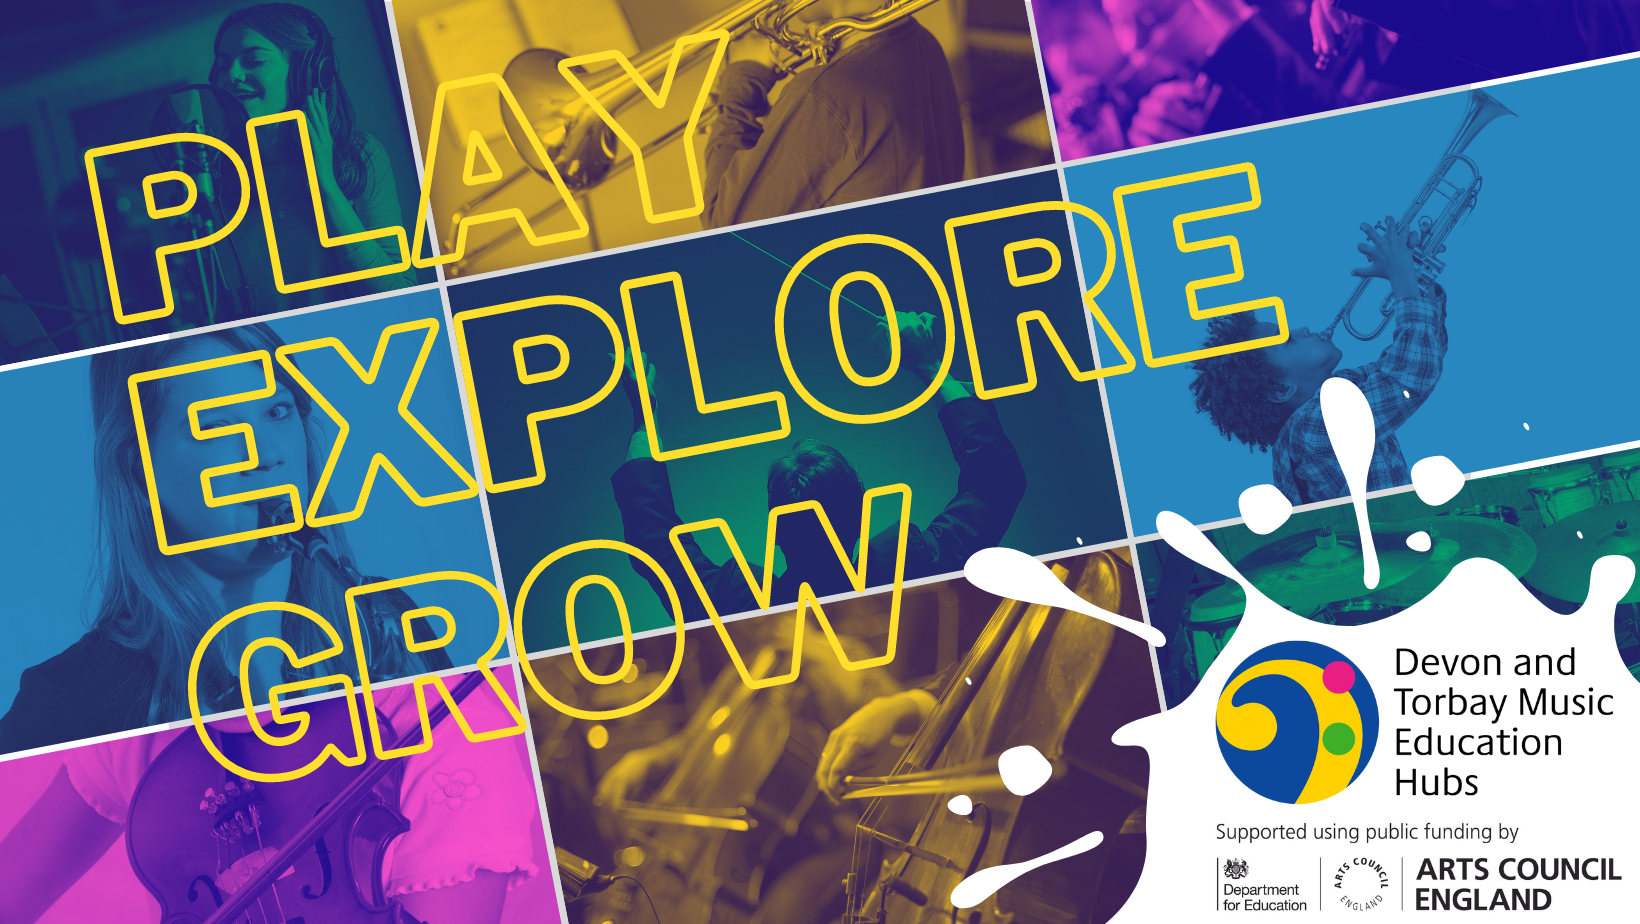 PLAY
EXPLORE
GROW
Devon and
Torbay Music
Education
Hubs
Supported using public funding by
Department
for Education
ARTS COUNCIL
ENGLAND
ARTS COUNCIL
ENGLAND